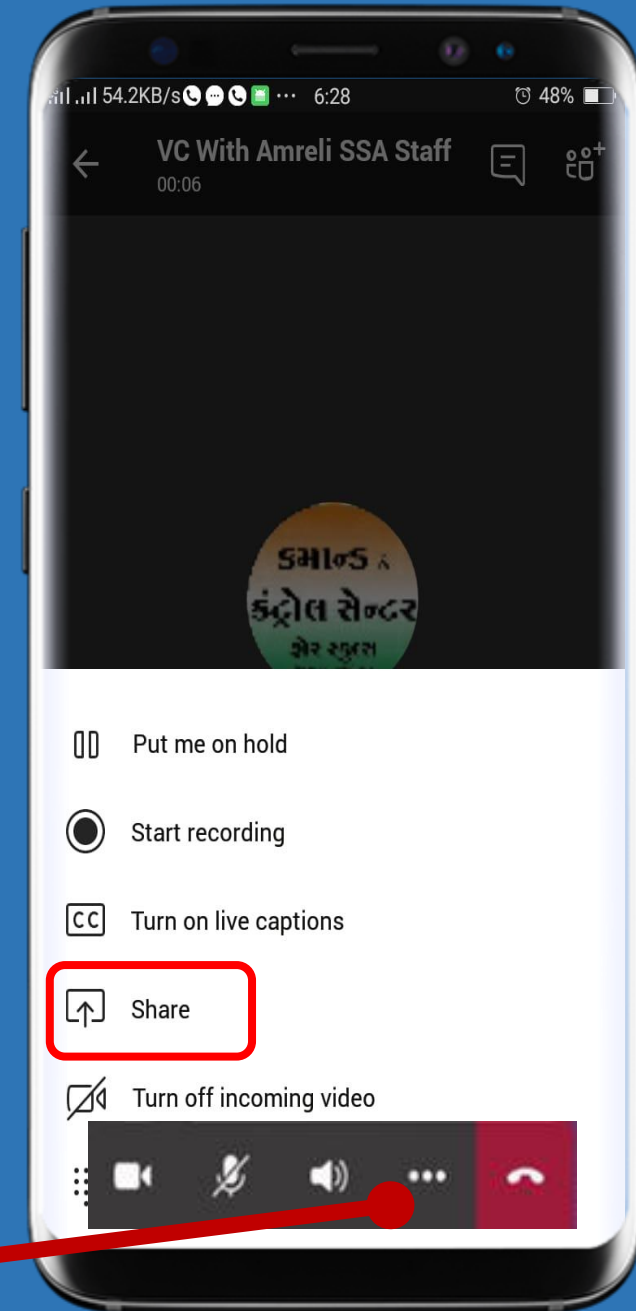 54.2KB/s ... 6:28 48%
VC With Amreli SSA Staff
00:06
કમાન્ડ &
કંટ્રોલ સેન્ટર
Put me on hold
Start recording
CC Turn on live captions
Share
Turn off incoming video